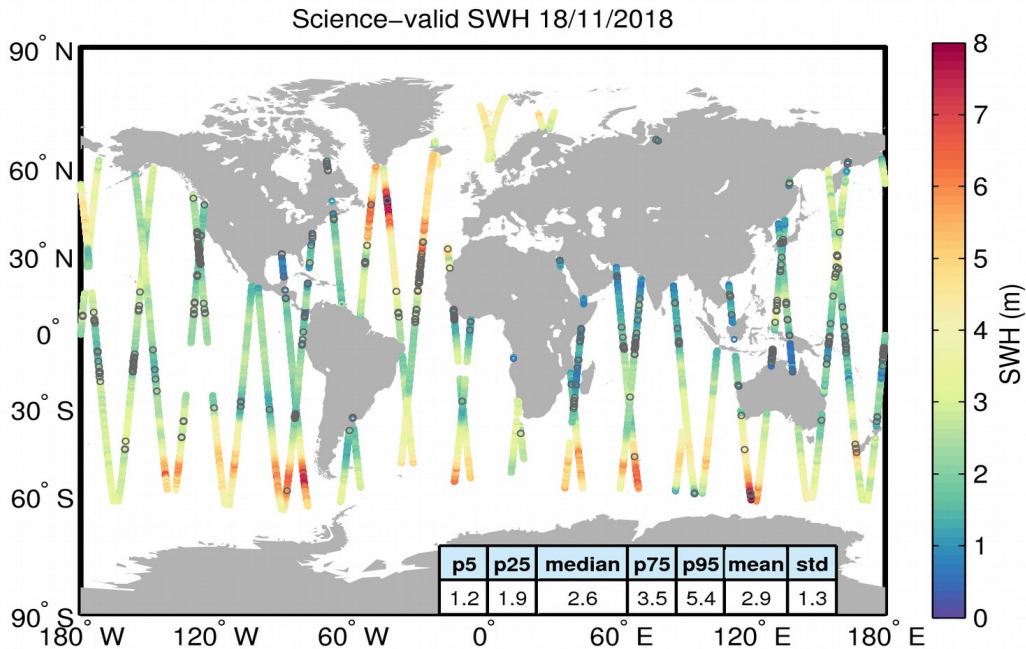 Science−valid SWH 18/11/2018
90° N
60° N
30° N
0°
30° S
60° S
90° S
180° W
120° W
60° W
0°
60° E
120° E
180° E
p5 p25 median p75 p95 mean std
1.2 1.9 2.6 3.5 5.4 2.9 1.3
8
7
6
5
4
3
2
1
0
SWH (m)